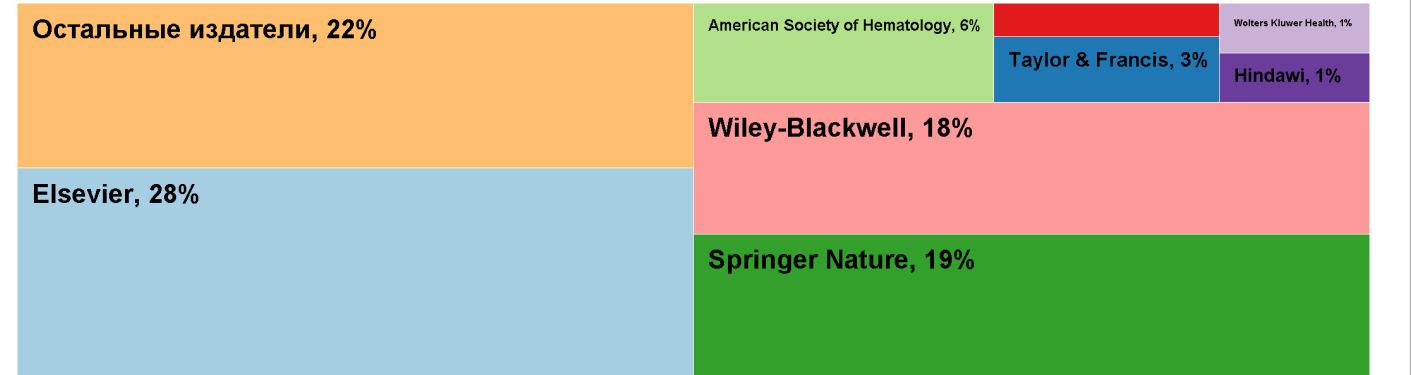 Остальные издатели, 22%
American Society of Hematology, 6%
Wolters Kluwer Health, 1%
Taylor & Francis, 3%
Hindawi, 1%
Wiley-Blackwell, 18%
Elsevier, 28%
Springer Nature, 19%